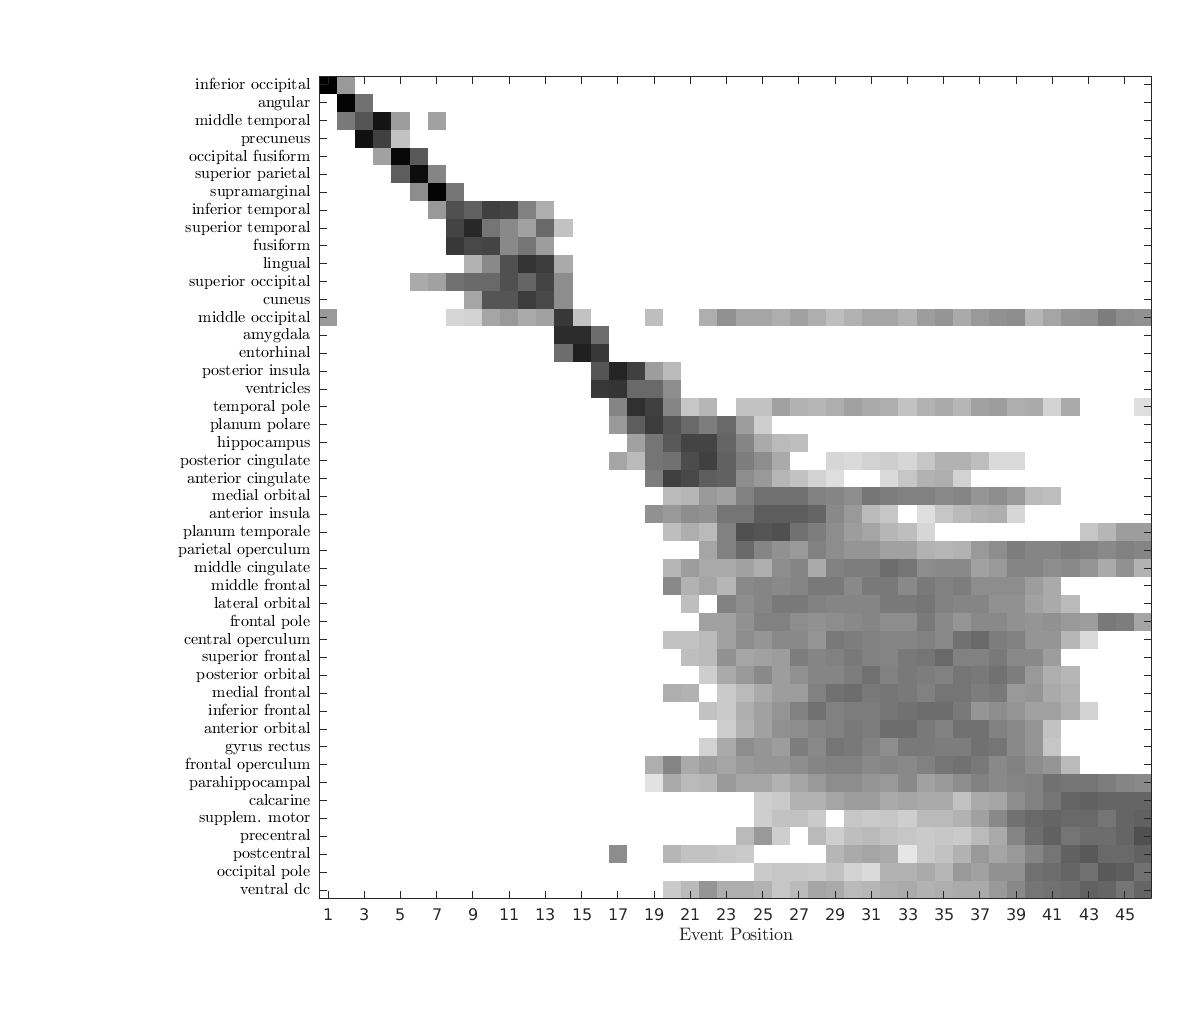 inferior occipital
angular
middle temporal
precuneus
occipital fusiform
superior parietal
supramarginal
inferior temporal
superior temporal
fusiform
lingual
superior occipital
cuneus
middle occipital
amygdala
entorhinal
posterior insula
ventricles
temporal pole
planum polare
hippocampus
posterior cingulate
anterior cingulate
medial orbital
anterior insula
planum temporale
parietal operculum
middle cingulate
middle frontal
lateral orbital
frontal pole
central operculum
superior frontal
posterior orbital
medial frontal
inferior frontal
anterior orbital
gyrus rectus
frontal operculum
parahippocampal
calcarine
supplem. motor
precentral
postcentral
occipital pole
ventral dc
1 3 5 7 9 11 13 15 17 19 21 23 25 27 29 31 33 35 37 39 41 43 45
Event Position